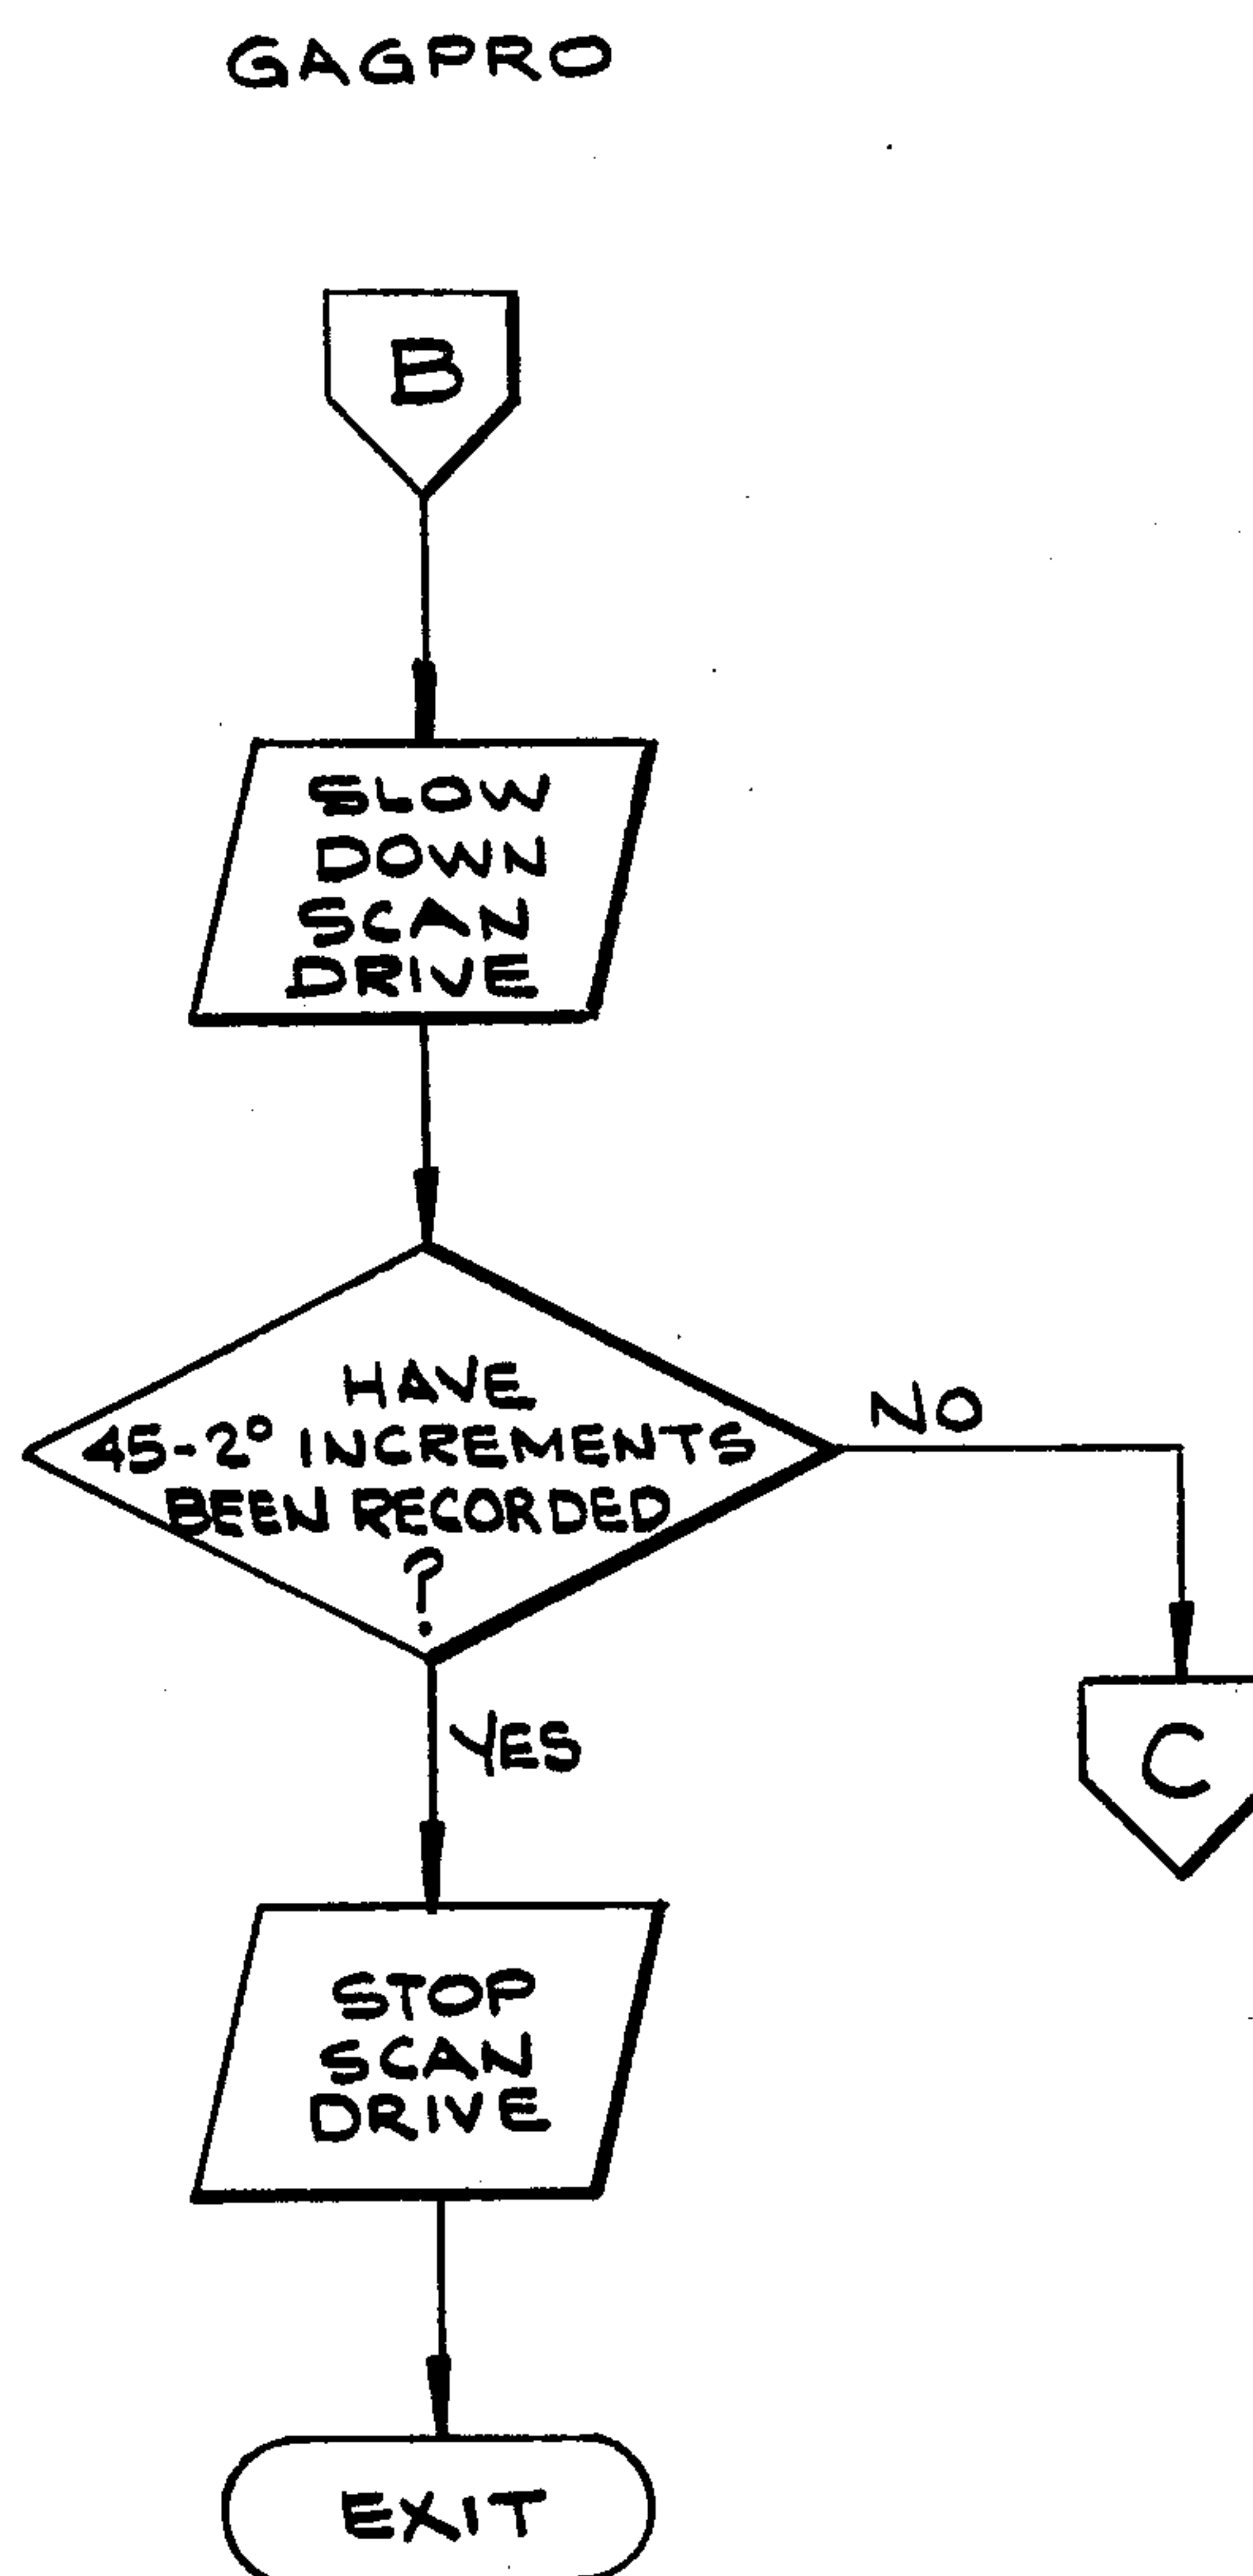 GAGPRO
B
SLOW
DOWN
SCAN
DRIVE
HAVE
45-2° INCREMENTS
BEEN RECORDED
?
NO
YES
C
STOP
SCAN
DRIVE
EXIT